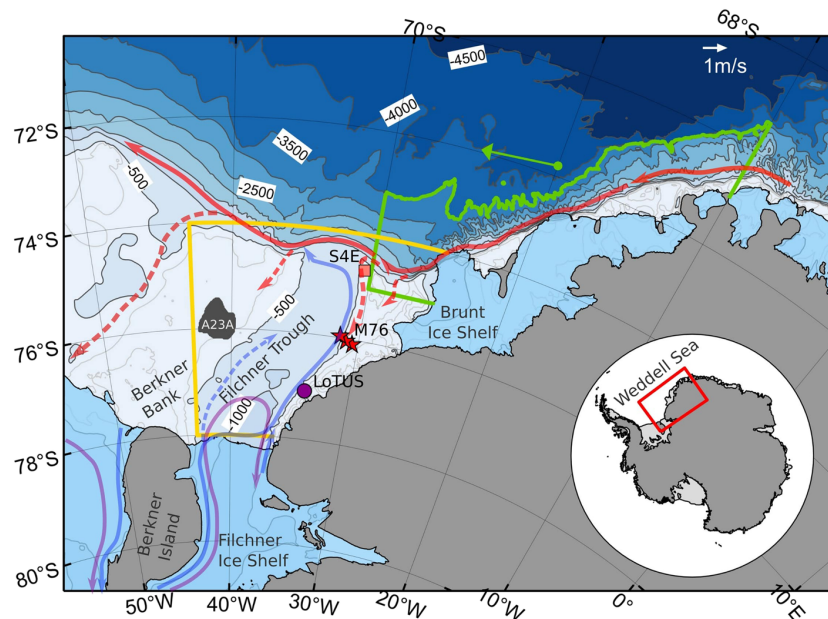 70°S
68°S
-4500
1m/s
-4000
72°S
-3500
-500
-2500
74°S
S4E
-500
A23A
Brunt
Ice Shelf
M76
76°S
Filchner Trough
LoTUS
Berkner
Bank
-1000
Weddell Sea
78°S
Berkner
Island
Filchner
Ice Shelf
80°S
50°W
40°W
30°W
20°W
10°W
0°
10°E